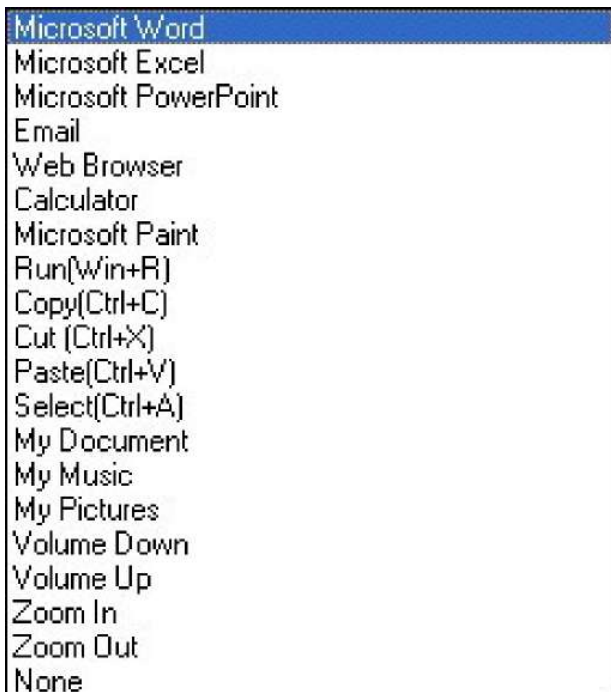 Microsoft Word
Microsoft Excel
Microsoft PowerPoint
Email
Web Browser
Calculator
Microsoft Paint
Run(Win+R)
Copy(Ctrl+C)
Cut (Ctrl+X)
Paste(Ctrl+V)
Select(Ctrl+A)
My Document
My Music
My Pictures
Volume Down
Volume Up
Zoom In
Zoom Out
None